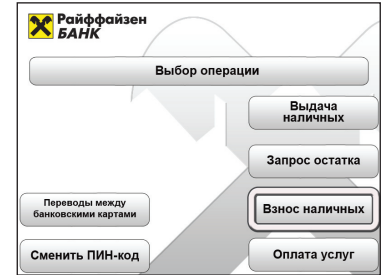 Райффайзен
БАНК
Выбор операции
Выдача
наличных
Запрос остатка
Переводы между
банковскими картами
Взнос наличных
Сменить ПИН-код
Оплата услуг